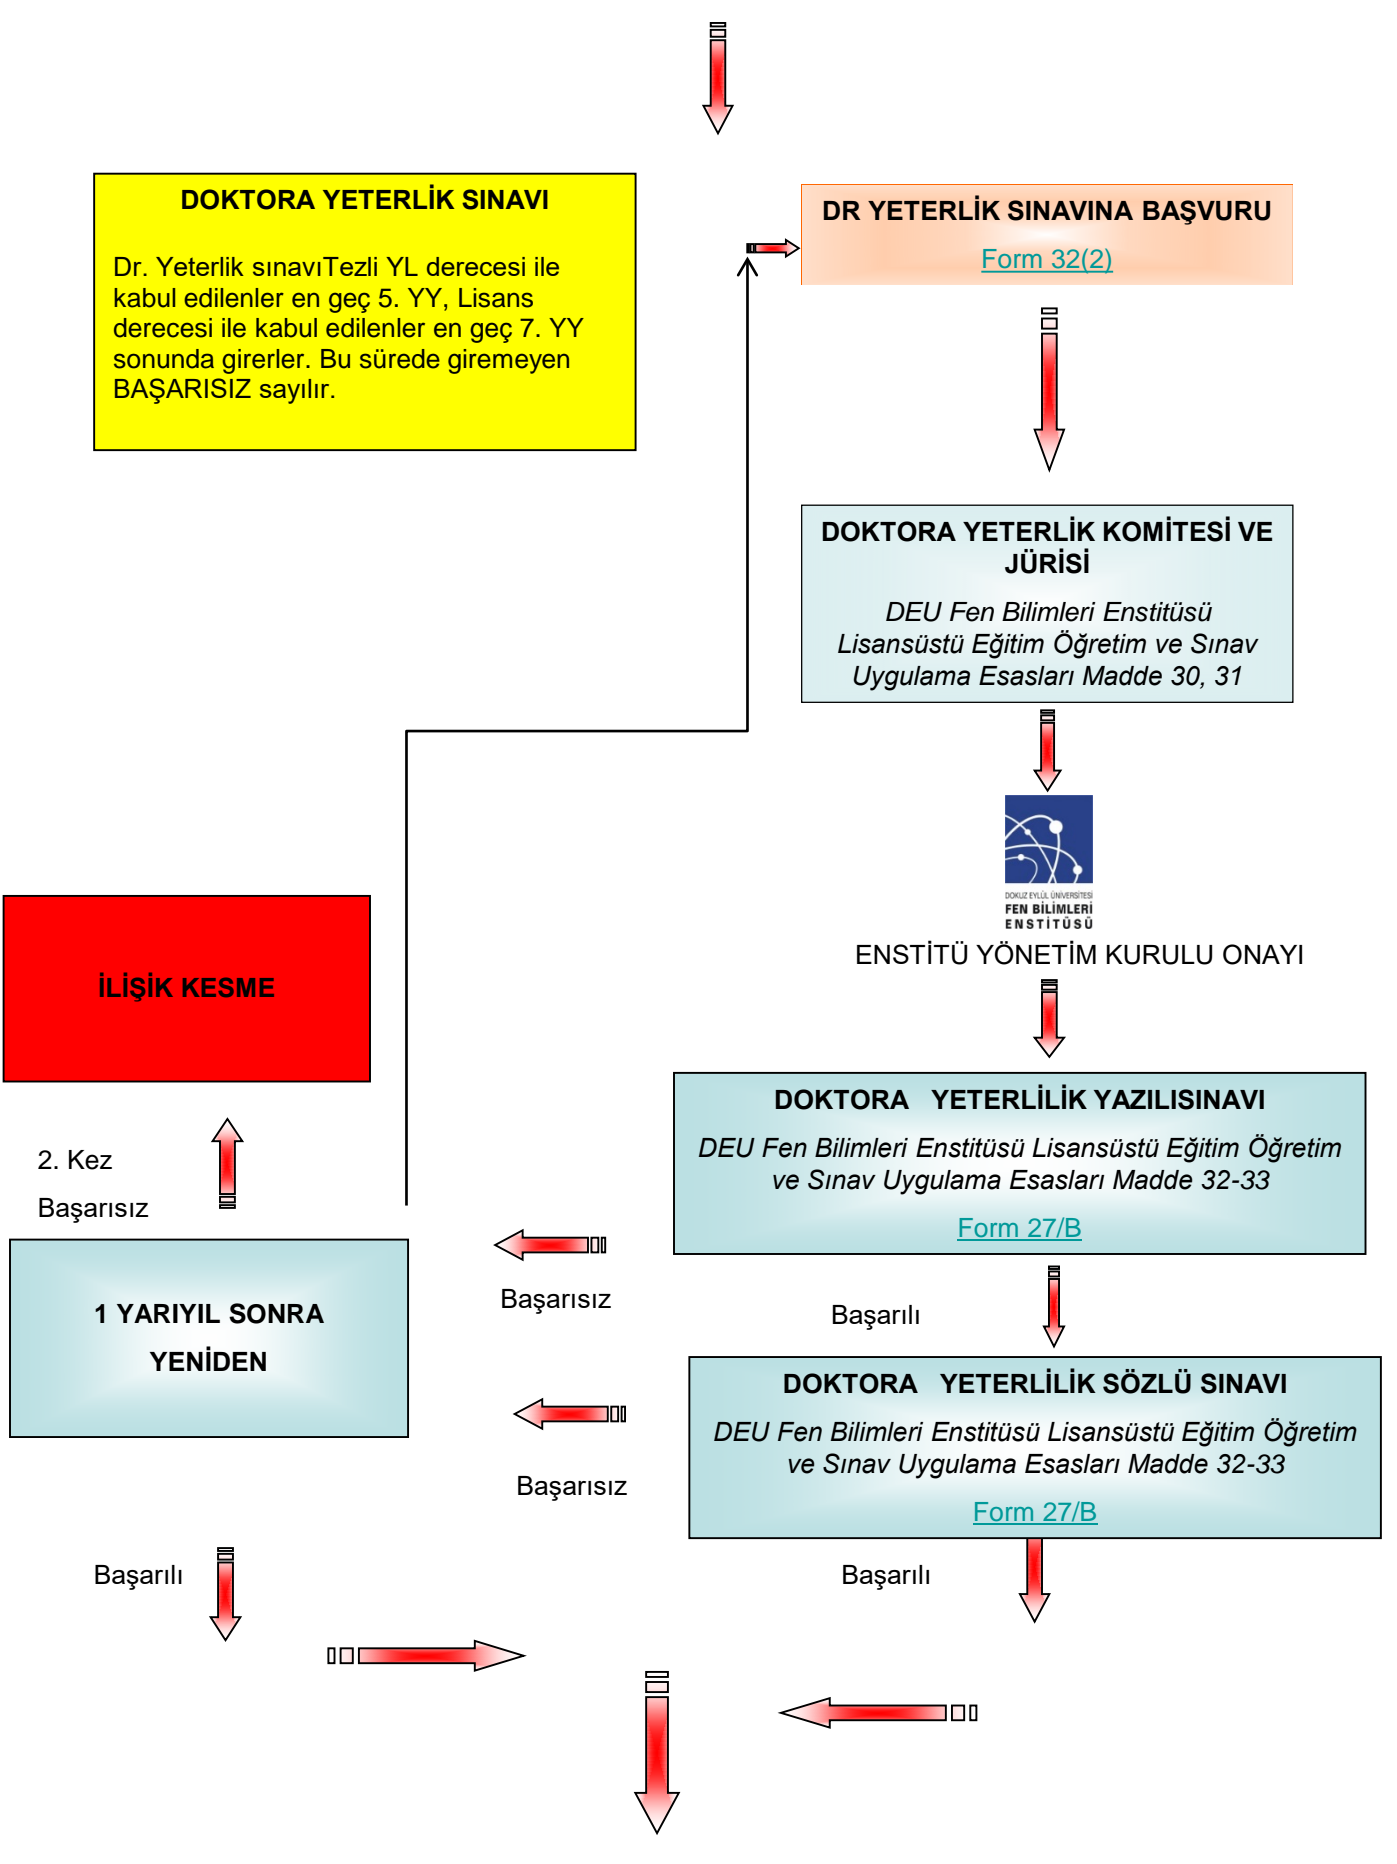 DOKTORA YETERLİK SINAVI
Dr. Yeterlik sınavıTezli YL derecesi ile
kabul edilenler en geç 5. YY, Lisans
derecesi ile kabul edilenler en geç 7. YY
sonunda girerler. Bu sürede giremeyen
BAŞARISIZ sayılır.
DR YETERLİK SINAVINA BAŞVURU
Form 32(2)
DOKTORA YETERLİK KOMİTESİ VE
JÜRİSİ
DEU Fen Bilimleri Enstitüsü
Lisansüstü Eğitim Öğretim ve Sınav
Uygulama Esasları Madde 30, 31
DOKUZ EYLÜL ÜNİVERSİTESİ
FEN BİLİMLERİ
ENSTİTÜSÜ
ENSTİTÜ YÖNETİM KURULU ONAYI
İLİŞİK KESME
DOKTORA YETERLİLİK YAZILISINAVI
DEU Fen Bilimleri Enstitüsü Lisansüstü Eğitim Öğretim
ve Sınav Uygulama Esasları Madde 32-33
Form 27/B
2. Kez
Başarısız
Başarısız
Başarılı
1 YARIYIL SONRA
YENİDEN
DOKTORA YETERLİLİK SÖZLÜ SINAVI
DEU Fen Bilimleri Enstitüsü Lisansüstü Eğitim Öğretim
ve Sınav Uygulama Esasları Madde 32-33
Form 27/B
Başarısız
Başarılı
Başarılı